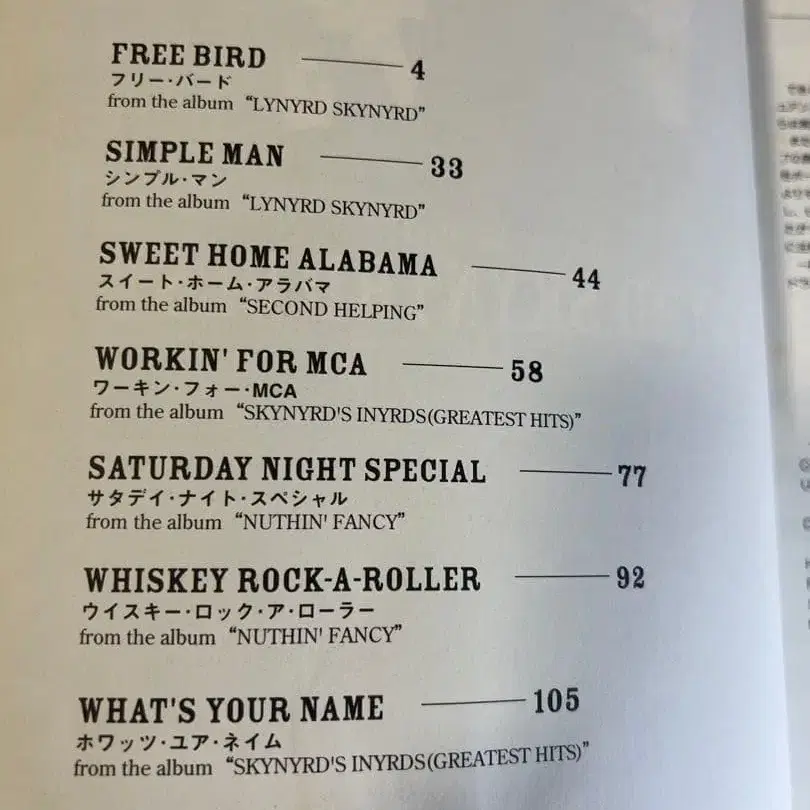 FREE BIRD 4
フリー・バード
from the album “LYNYRD SKYNYRD”
SIMPLE MAN 33
シンプル・マン
from the album “LYNYRD SKYNYRD”
SWEET HOME ALABAMA 44
スイート・ホーム・アラバマ
from the album “SECOND HELPING”
WORKIN' FOR MCA 58
ワーキン・フォー・MCA
from the album “SKYNYRD'S INYRDS(GREATEST HITS)”
SATURDAY NIGHT SPECIAL 77
サタデイ・ナイト・スペシャル
from the album “NUTHIN' FANCY”
WHISKEY ROCK-A-ROLLER 92
ウイスキー・ロック・ア・ローラー
from the album “NUTHIN' FANCY”
WHAT'S YOUR NAME 105
ホワッツ・ユア・ネイム
from the album “SKYNYRD'S INYRDS(GREATEST HITS)”